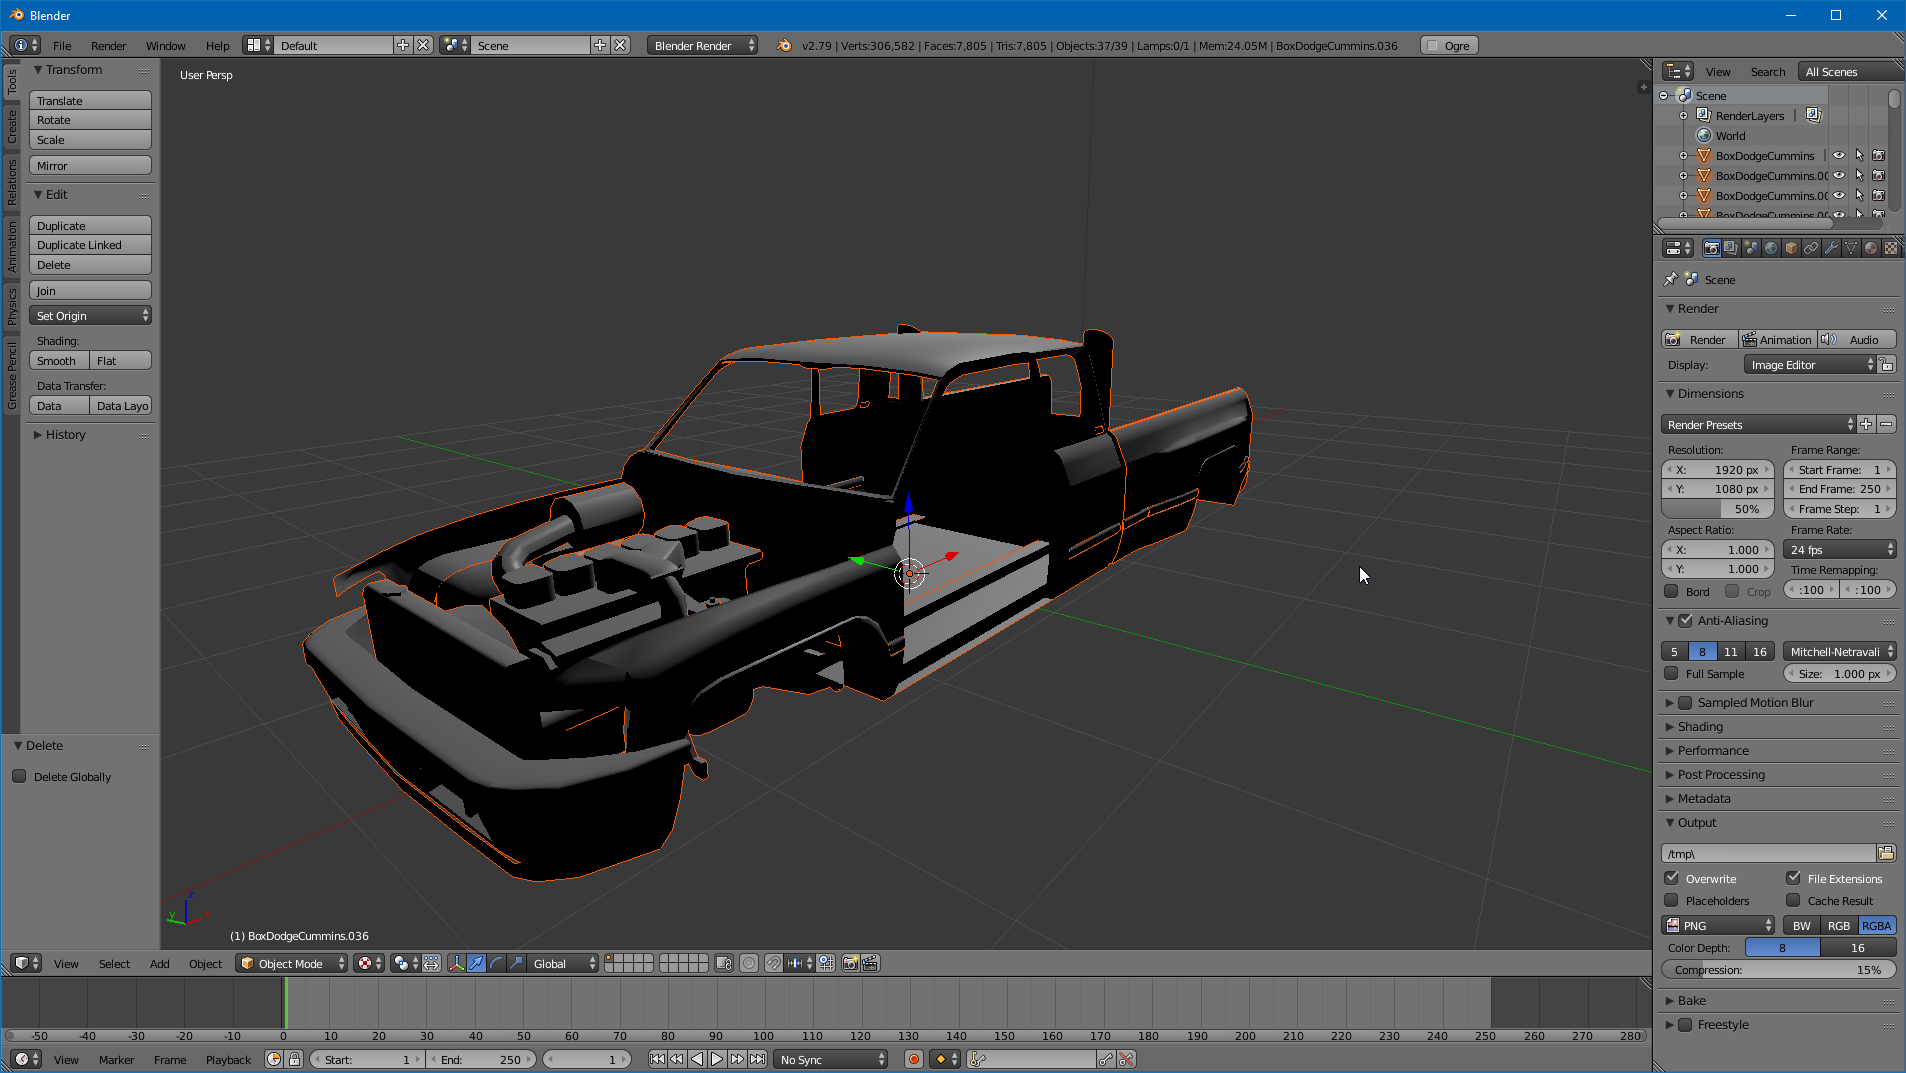 Blender
File Render Window Help Default Scene Blender Render v2.79 | Verts:306,582 | Faces:7,805 | Tris:7,805 | Objects:37/39 | Lamps:0/1 | Mem:24.05M | BoxDodgeCummins.036 Ogre
Tools
Create
Relations
Animation
Physics
Grease Pencil
Transform
Translate
Rotate
Scale
Mirror
Edit
Duplicate
Duplicate Linked
Delete
Join
Set Origin
Shading:
Smooth Flat
Data Transfer:
Data Data Layo
History
Delete
Delete Globally
User Persp
z
y
(1) BoxDodgeCummins.036
View Select Add Object Object Mode Global
-50 -40 -30 -20 -10 0 10 20 30 40 50 60 70 80 90 100 110 120 130 140 150 160 170 180 190 200 210 220 230 240 250 260 270 280
View Marker Frame Playback Start: 1 End: 250 1 No Sync
View Search All Scenes
Scene
RenderLayers |
World
BoxDodgeCummins |
BoxDodgeCummins.00
BoxDodgeCummins.00
BoxDodgeCummins.00
Scene
Render
Render Animation Audio
Display: Image Editor
Dimensions
Render Presets
Resolution: Frame Range:
X: 1920 px Start Frame: 1
Y: 1080 px End Frame: 250
50% Frame Step: 1
Aspect Ratio: Frame Rate:
X: 1.000 24 fps
Y: 1.000 Time Remapping:
Bord Crop :100 :100
Anti-Aliasing
5 8 11 16 Mitchell-Netravali
Full Sample Size: 1.000 px
Sampled Motion Blur
Shading
Performance
Post Processing
Metadata
Output
/tmp\
Overwrite File Extensions
Placeholders Cache Result
PNG BW RGB RGBA
Color Depth: 8 16
Compression: 15%
Bake
Freestyle